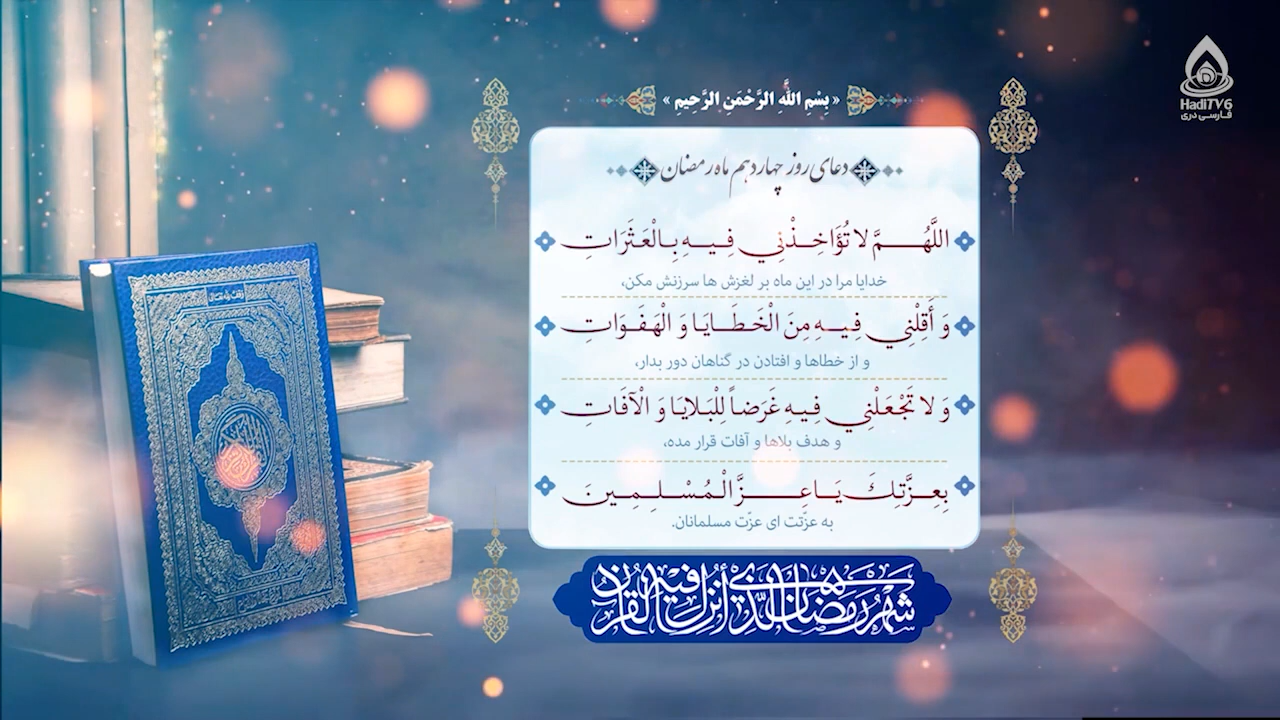 « بِسْمِ اللَّهِ الرَّحْمَنِ الرَّحِيمِ »
دعای روز چهاردهم ماه رمضان
اللَّهُمَّ لا تُؤَاخِذْنِي فِيهِ بِالْعَثَرَاتِ
خدایا مرا در این ماه بر لغزش ها سرزنش مکن،
وَ أَقِلْنِي فِيهِ مِنَ الْخَطَايَا وَ الْهَفَوَاتِ
و از خطاها و افتادن در گناهان دور بدار،
وَ لا تَجْعَلْنِي فِيهِ غَرَضاً لِلْبَلايَا وَ الْآفَاتِ
و هدف بلاها و آفات قرار مده،
بِعِزَّتِكَ يَا عِزَّ الْمُسْلِمِينَ
به عزّتت ای عزّت مسلمانان.
شَهْرُ رَمَضَانَ الَّذِي أُنْزِلَ فِيهِ الْقُرْآنُ
HadiTV6
فارسی دری